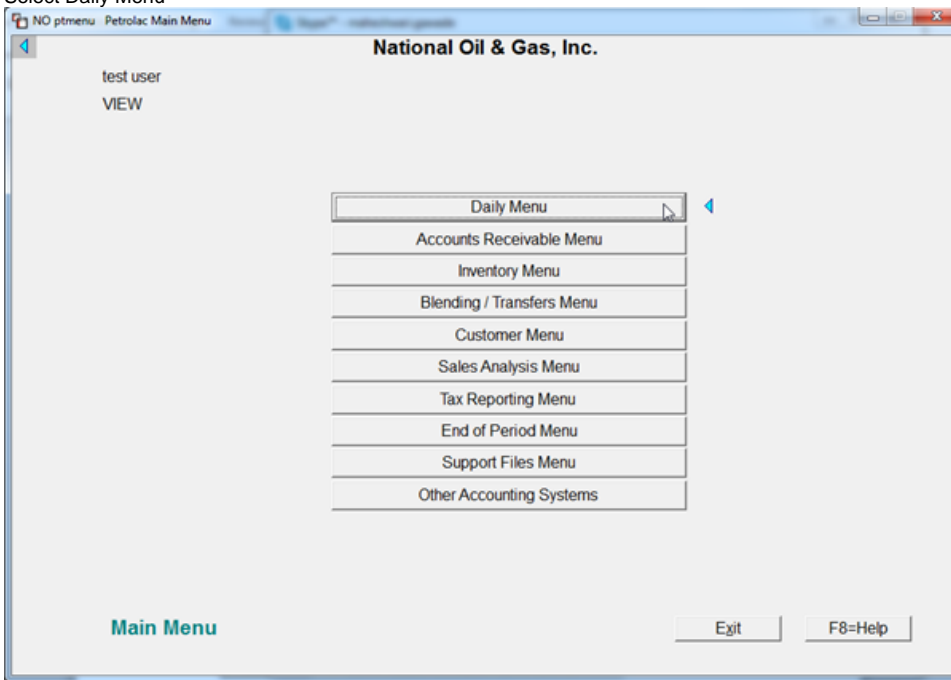 Select Daily Menu
NO ptmenu Petrolac Main Menu
National Oil & Gas, Inc.
test user
VIEW
Daily Menu
Accounts Receivable Menu
Inventory Menu
Blending / Transfers Menu
Customer Menu
Sales Analysis Menu
Tax Reporting Menu
End of Period Menu
Support Files Menu
Other Accounting Systems
Main Menu
Exit
F8=Help